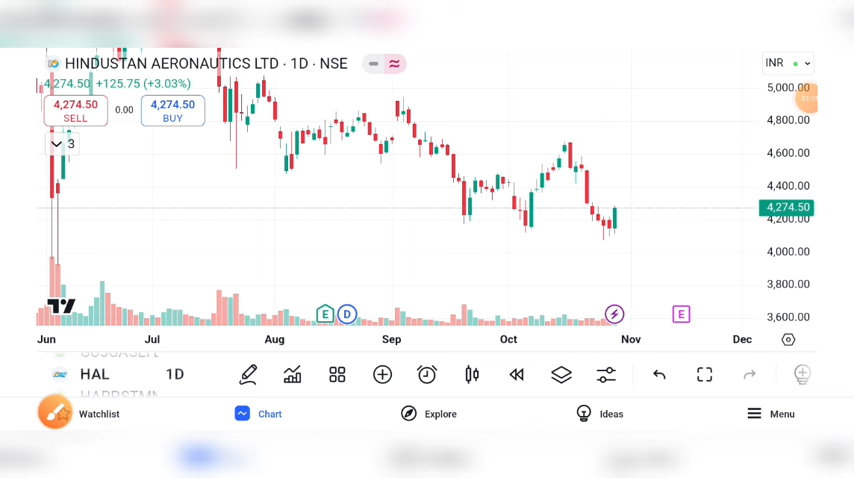 HINDUSTAN AERONAUTICS LTD · 1D · NSE
INR
4,274.50 +125.75 (+3.03%)
4,274.50
SELL
0.00
4,274.50
BUY
3
5,000.00
4,800.00
4,600.00
4,400.00
4,274.50
4,200.00
4,000.00
3,800.00
3,600.00
E
D
E
Jun
Jul
Aug
Sep
Oct
Nov
Dec
HAL
1D
Watchlist
Chart
Explore
Ideas
Menu